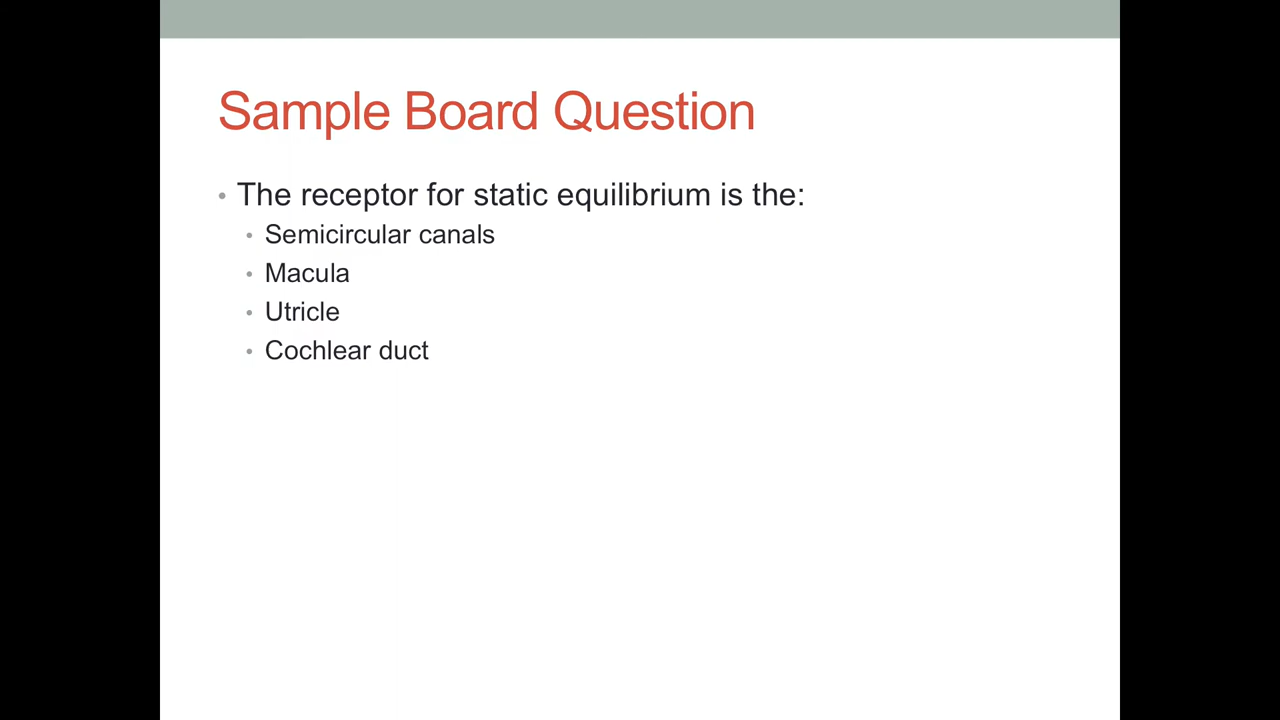 Sample Board Question
• The receptor for static equilibrium is the:
• Semicircular canals
• Macula
• Utricle
• Cochlear duct